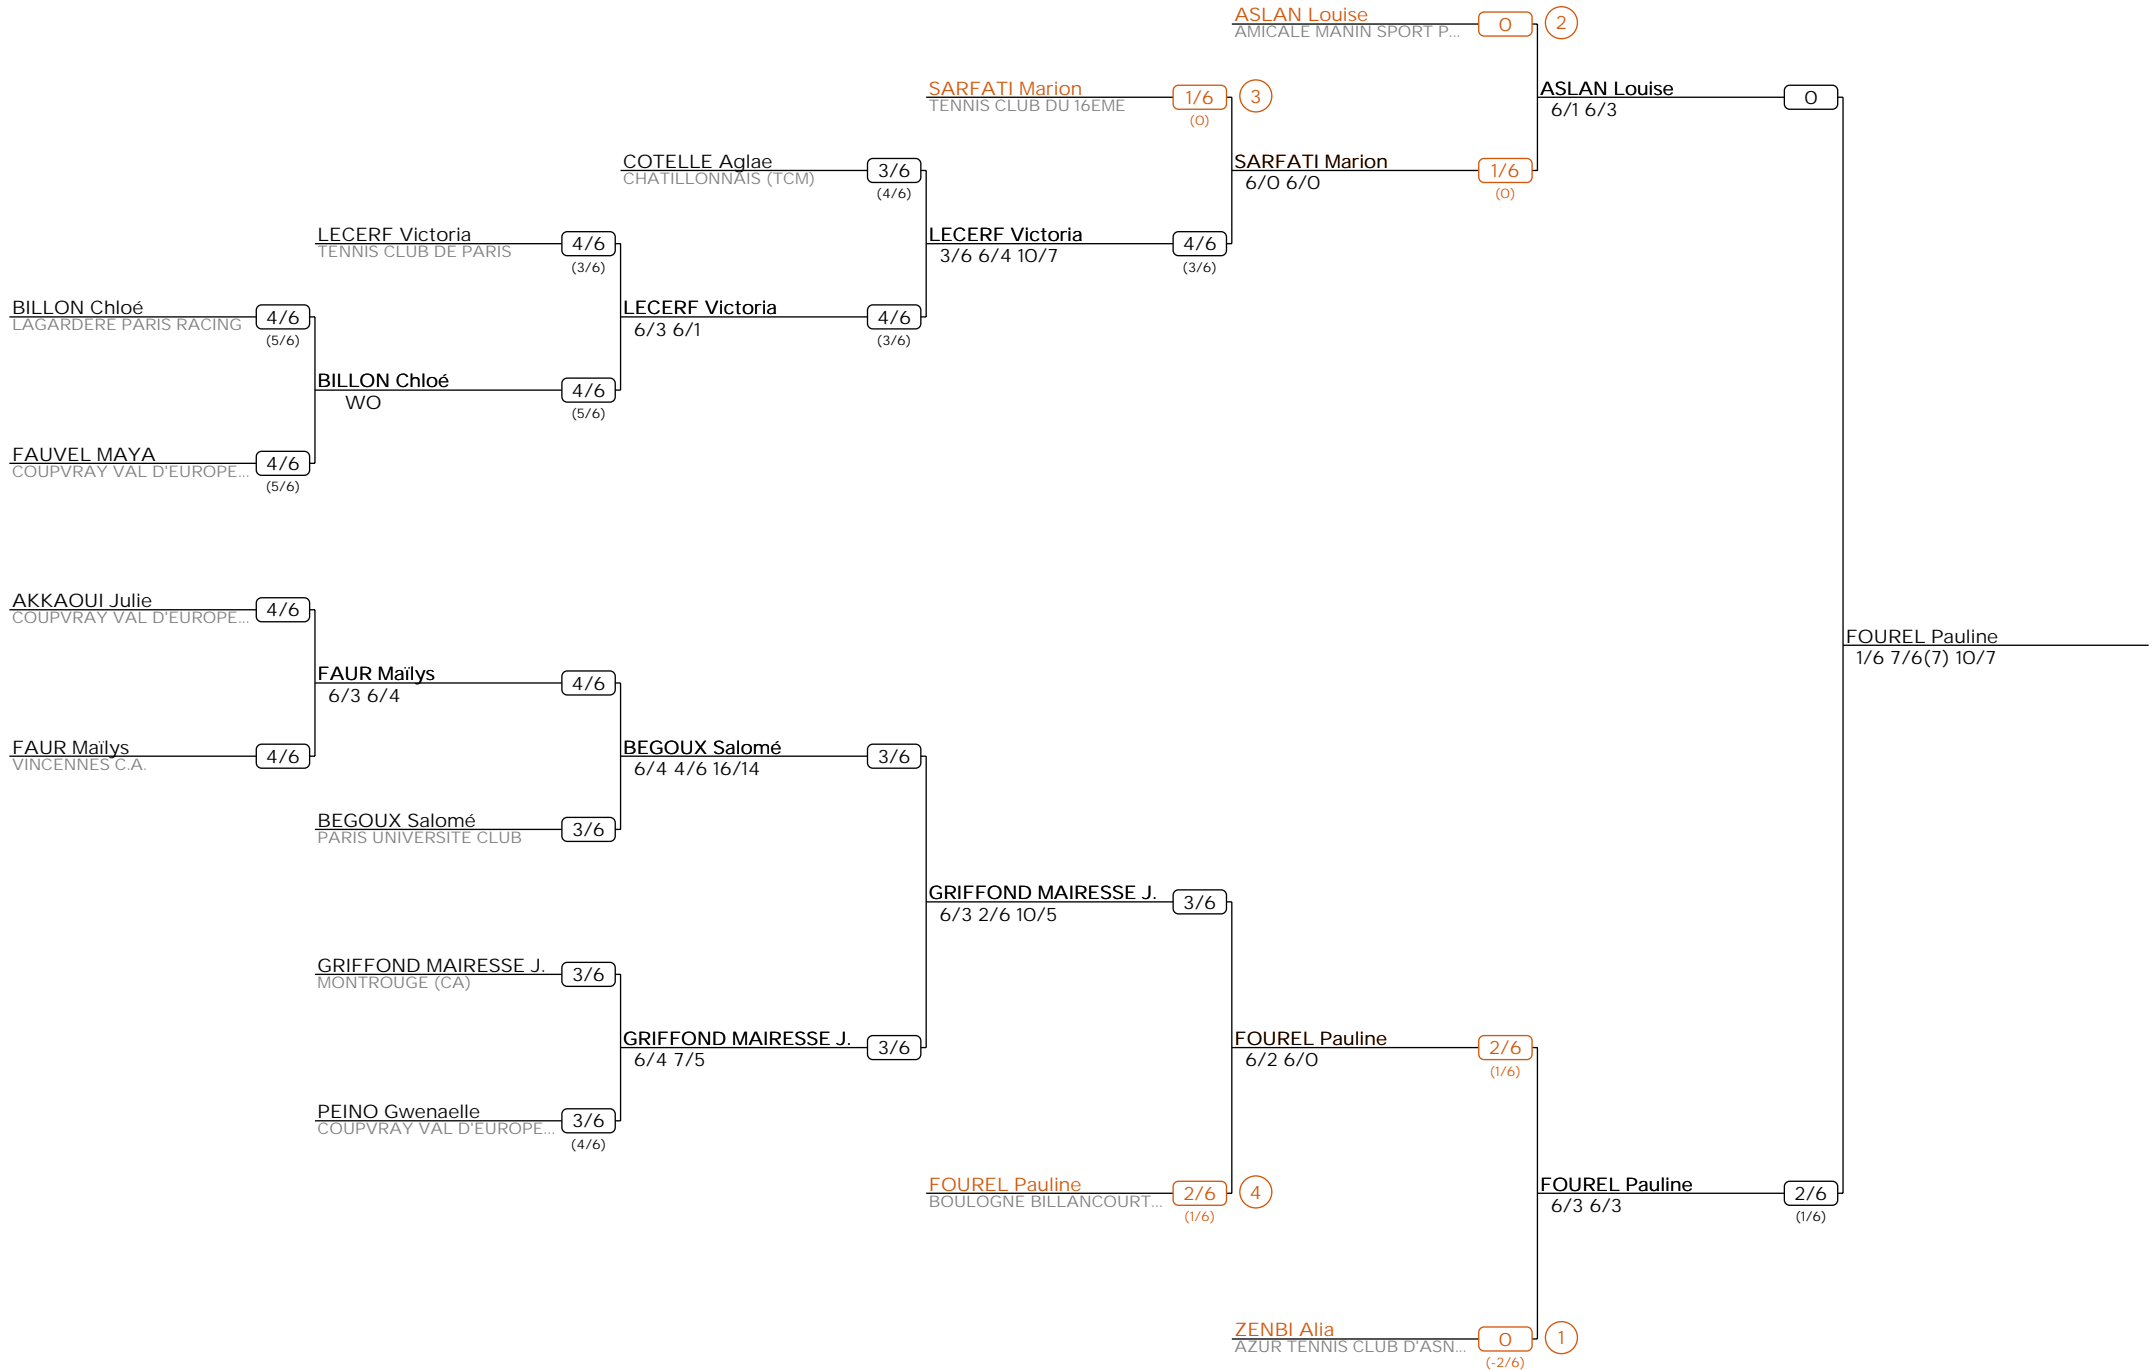 ASLAN Louise
AMICALE MANIN SPORT P...
0
2
SARFATI Marion
TENNIS CLUB DU 16EME
1/6
(0)
3
ASLAN Louise
6/1 6/3
0
COTELLE Aglae
CHATILLONNAIS (TCM)
3/6
(4/6)
SARFATI Marion
6/0 6/0
1/6
(0)
LECERF Victoria
TENNIS CLUB DE PARIS
4/6
(3/6)
LECERF Victoria
3/6 6/4 10/7
4/6
(3/6)
BILLON Chloé
LAGARDERE PARIS RACING
4/6
(5/6)
LECERF Victoria
6/3 6/1
4/6
(3/6)
BILLON Chloé
WO
4/6
(5/6)
FAUVEL MAYA
COUPVRAY VAL D'EUROPE...
4/6
(5/6)
AKKAOUI Julie
COUPVRAY VAL D'EUROPE...
4/6
FOUREL Pauline
1/6 7/6(7) 10/7
FAUR Maïlys
6/3 6/4
4/6
FAUR Maïlys
VINCENNES C.A.
4/6
BEGOUX Salomé
6/4 4/6 16/14
3/6
BEGOUX Salomé
PARIS UNIVERSITE CLUB
3/6
GRIFFOND MAIRESSE J.
6/3 2/6 10/5
3/6
GRIFFOND MAIRESSE J.
MONTROUGE (CA)
3/6
GRIFFOND MAIRESSE J.
6/4 7/5
3/6
FOUREL Pauline
6/2 6/0
2/6
(1/6)
PEINO Gwenaelle
COUPVRAY VAL D'EUROPE...
3/6
(4/6)
FOUREL Pauline
BOULOGNE BILLANCOURT...
2/6
(1/6)
4
FOUREL Pauline
6/3 6/3
2/6
(1/6)
ZENBI Alia
AZUR TENNIS CLUB D'ASN...
0
(-2/6)
1